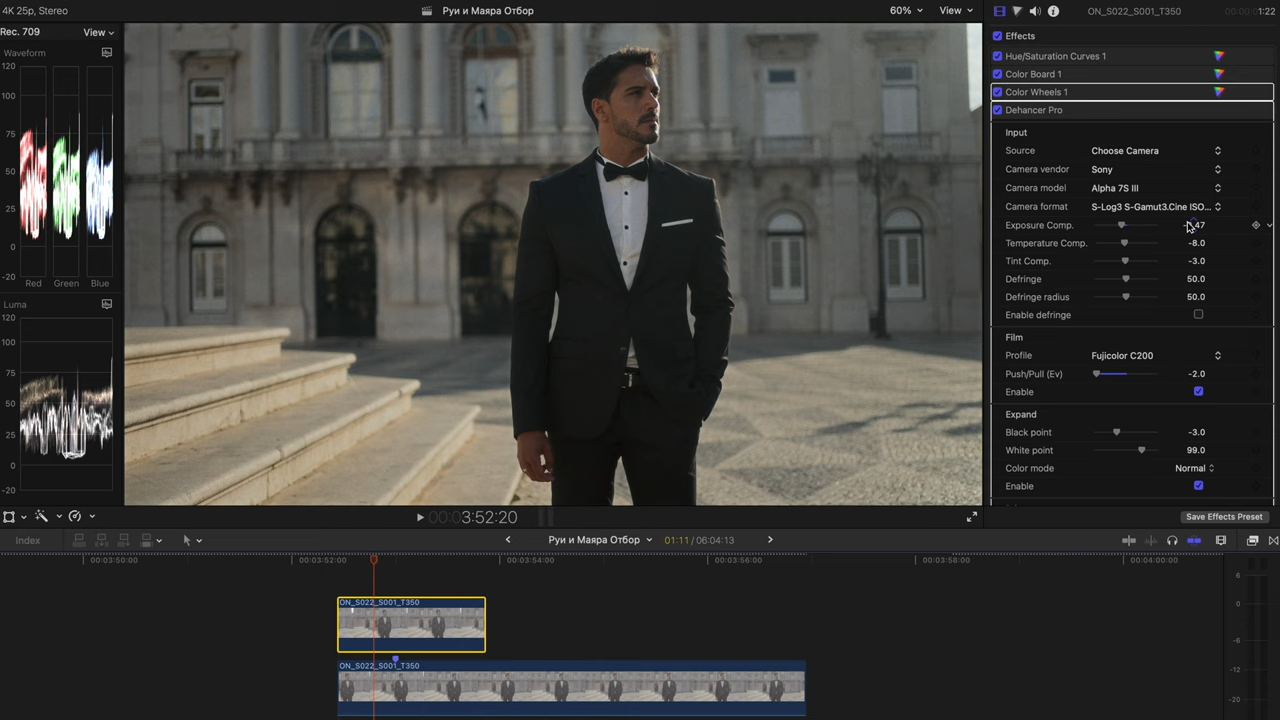 4K 25p, Stereo
Руи и Маяра Отбор
60%
View
ON_S022_S001_T350
1:22
Rec. 709
View
Waveform
120
100
75
50
25
0
-20
Red
Green
Blue
Luma
120
100
75
50
25
0
-20
Effects
Hue/Saturation Curves 1
Color Board 1
Color Wheels 1
Dehancer Pro
Input
Source
Choose Camera
Camera vendor
Sony
Camera model
Alpha 7S III
Camera format
S-Log3 S-Gamut3.Cine ISO...
Exposure Comp.
Temperature Comp.
-8.0
Tint Comp.
-3.0
Defringe
50.0
Defringe radius
50.0
Enable defringe
Film
Profile
Fujicolor C200
Push/Pull (Ev)
-2.0
Enable
Expand
Black point
-3.0
White point
99.0
Color mode
Normal
Enable
Save Effects Preset
00:03:52:20
Index
Руи и Маяра Отбор
01:11 / 06:04:13
00:03:50:00
00:03:52:00
00:03:54:00
00:03:56:00
00:03:58:00
00:04:00:00
ON_S022_S001_T350
ON_S022_S001_T350
6
0
-6
-12
-20